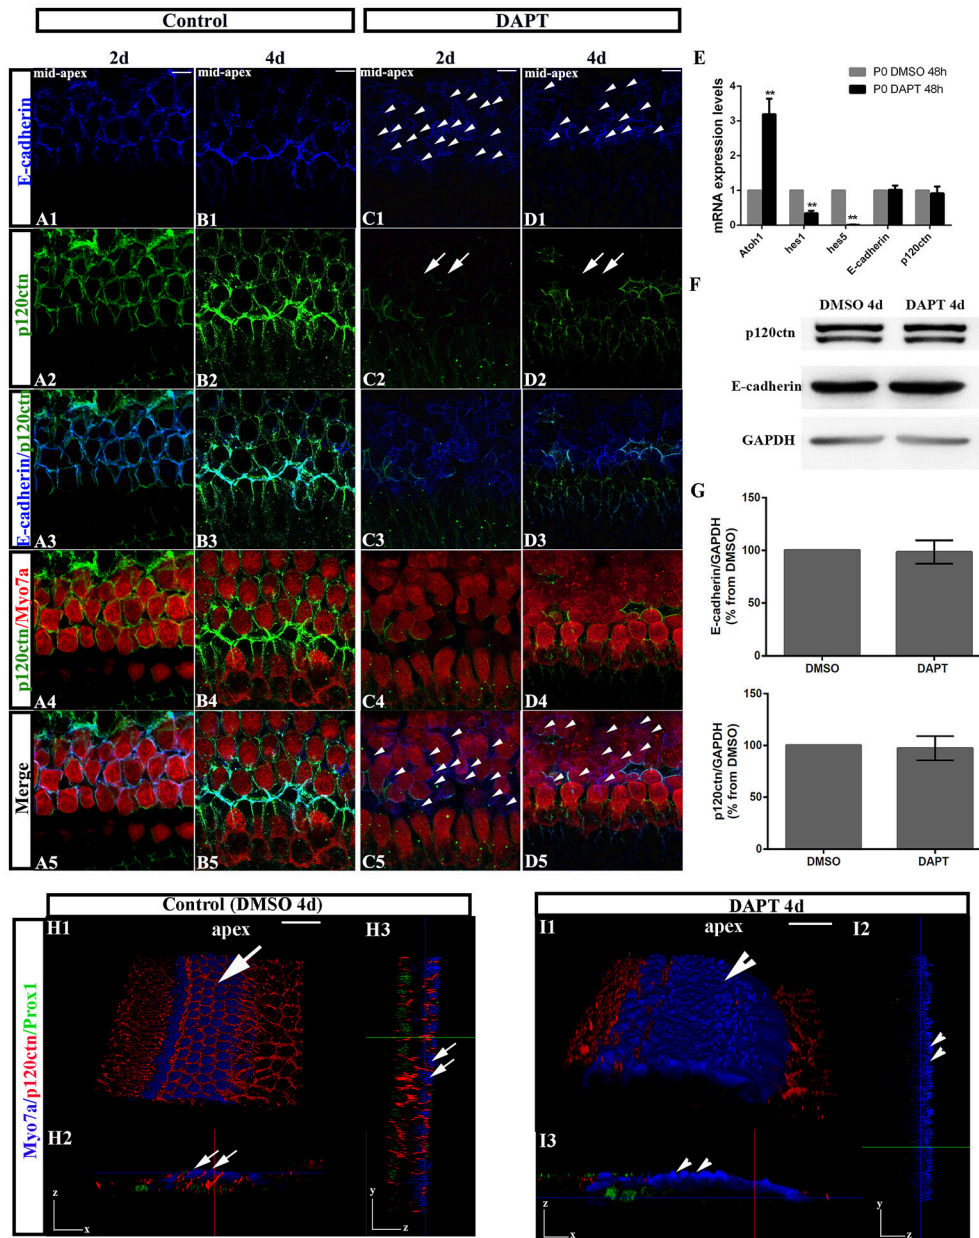 Control
DAPT
2d
4d
2d
4d
mid-apex
mid-apex
E-cadherin
A1
B1
C1
D1
p120ctn
A2
B2
C2
D2
E-cadherin/p120ctn
A3
B3
C3
D3
p120ctn/Myo7a
A4
B4
C4
D4
Merge
A5
B5
C5
D5
E
P0 DMSO 48h
P0 DAPT 48h
mRNA expression levels
4
3
2
1
0
**
**
**
Atoh1
hes1
hes5
E-cadherin
p120ctn
F
DMSO 4d
DAPT 4d
p120ctn
E-cadherin
GAPDH
G
E-cadherin/GAPDH
(% from DMSO)
150
100
50
0
DMSO
DAPT
p120ctn/GAPDH
(% from DMSO)
150
100
50
0
DMSO
DAPT
Control (DMSO 4d)
Myo7a/p120ctn/Prox1
H1
apex
H3
H2
z
x
y
z
DAPT 4d
I1
apex
I2
I3
z
x
y
z